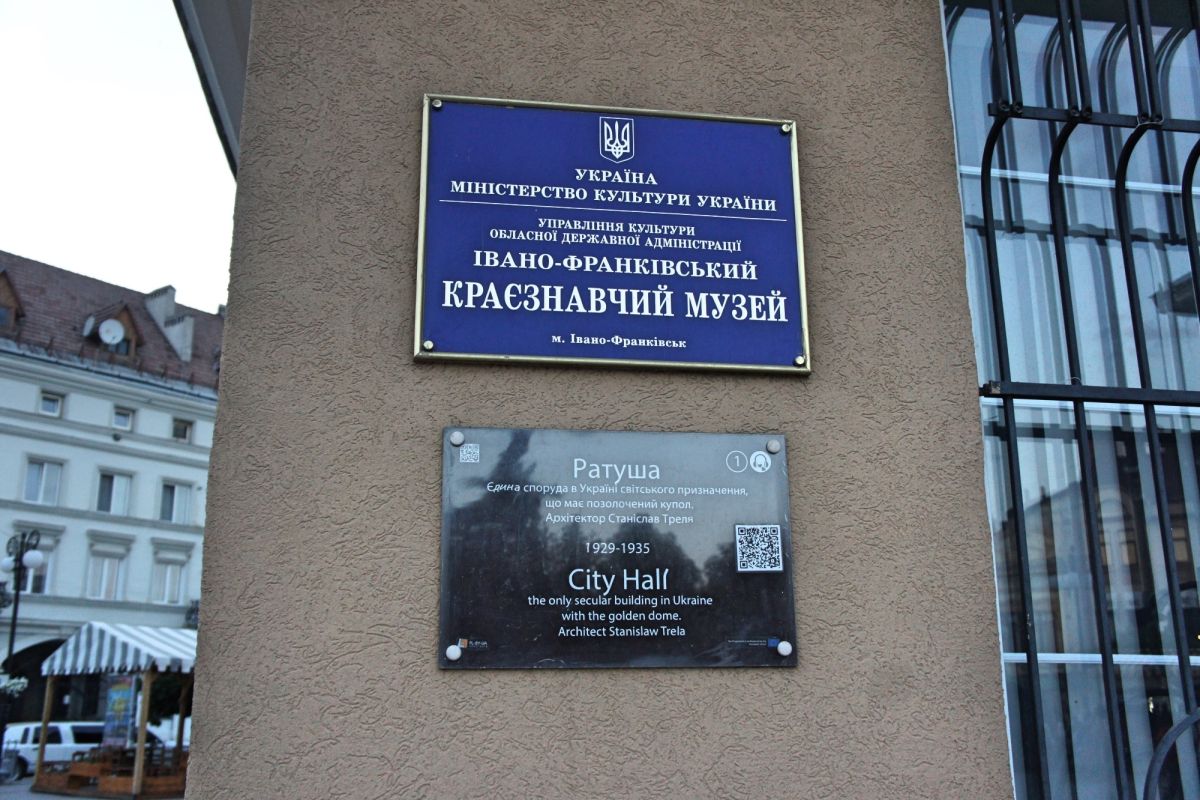 УКРАЇНА
МІНІСТЕРСТВО КУЛЬТУРИ УКРАЇНИ
УПРАВЛІННЯ КУЛЬТУРИ
ОБЛАСНОЇ ДЕРЖАВНОЇ АДМІНІСТРАЦІЇ
ІВАНО-ФРАНКІВСЬКИЙ
КРАЄЗНАВЧИЙ МУЗЕЙ
м. Івано-Франківськ
1
Ратуша
Єдина споруда в Україні світського призначення,
що має позолочений купол.
Архітектор Станіслав Треля
1929-1935
City Hall
the only secular building in Ukraine
with the golden dome.
Architect Stanislaw Trela